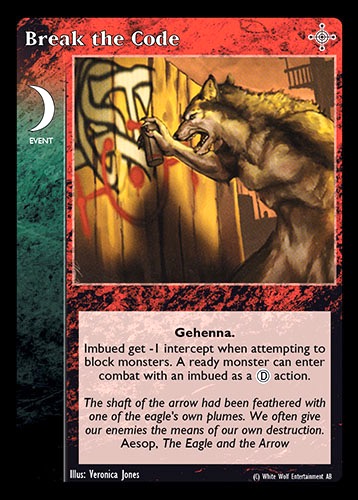 Break the Code
EVENT
Gehenna.
Imbued get -1 intercept when attempting to
block monsters. A ready monster can enter
combat with an imbued as a Ⓓ action.
The shaft of the arrow had been feathered with
one of the eagle's own plumes. We often give
our enemies the means of our own destruction.
Aesop, The Eagle and the Arrow
Illus: Veronica Jones
(C) White Wolf Entertainment AB